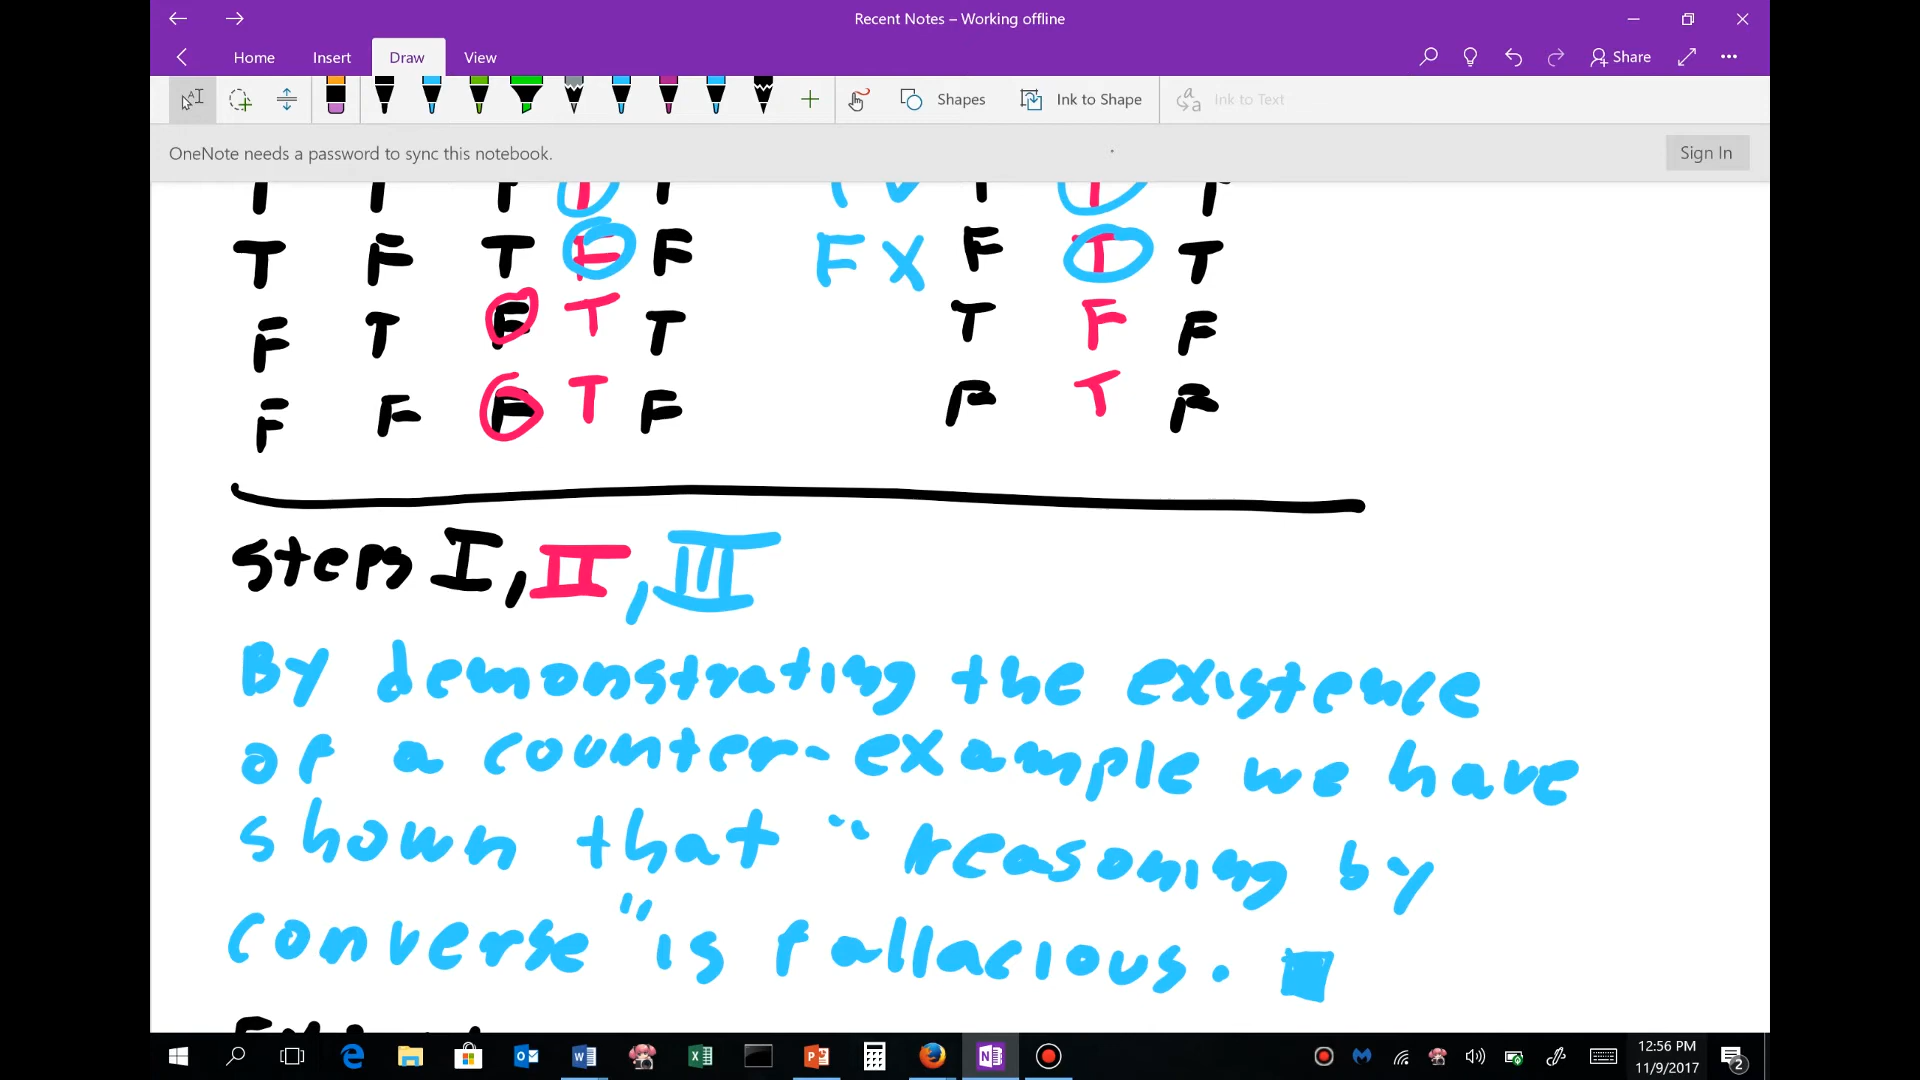 Recent Notes – Working offline
Home Insert Draw View Share
Shapes Ink to Shape Ink to Text
OneNote needs a password to sync this notebook. Sign In
T F T F F F X F T T
F T F T T T F F
F F F T F F T F
steps I, II, III
By demonstrating the existence
of a counter-example we have
shown that "reasoning by
converse" is fallacious.
12:56 PM
11/9/2017
2